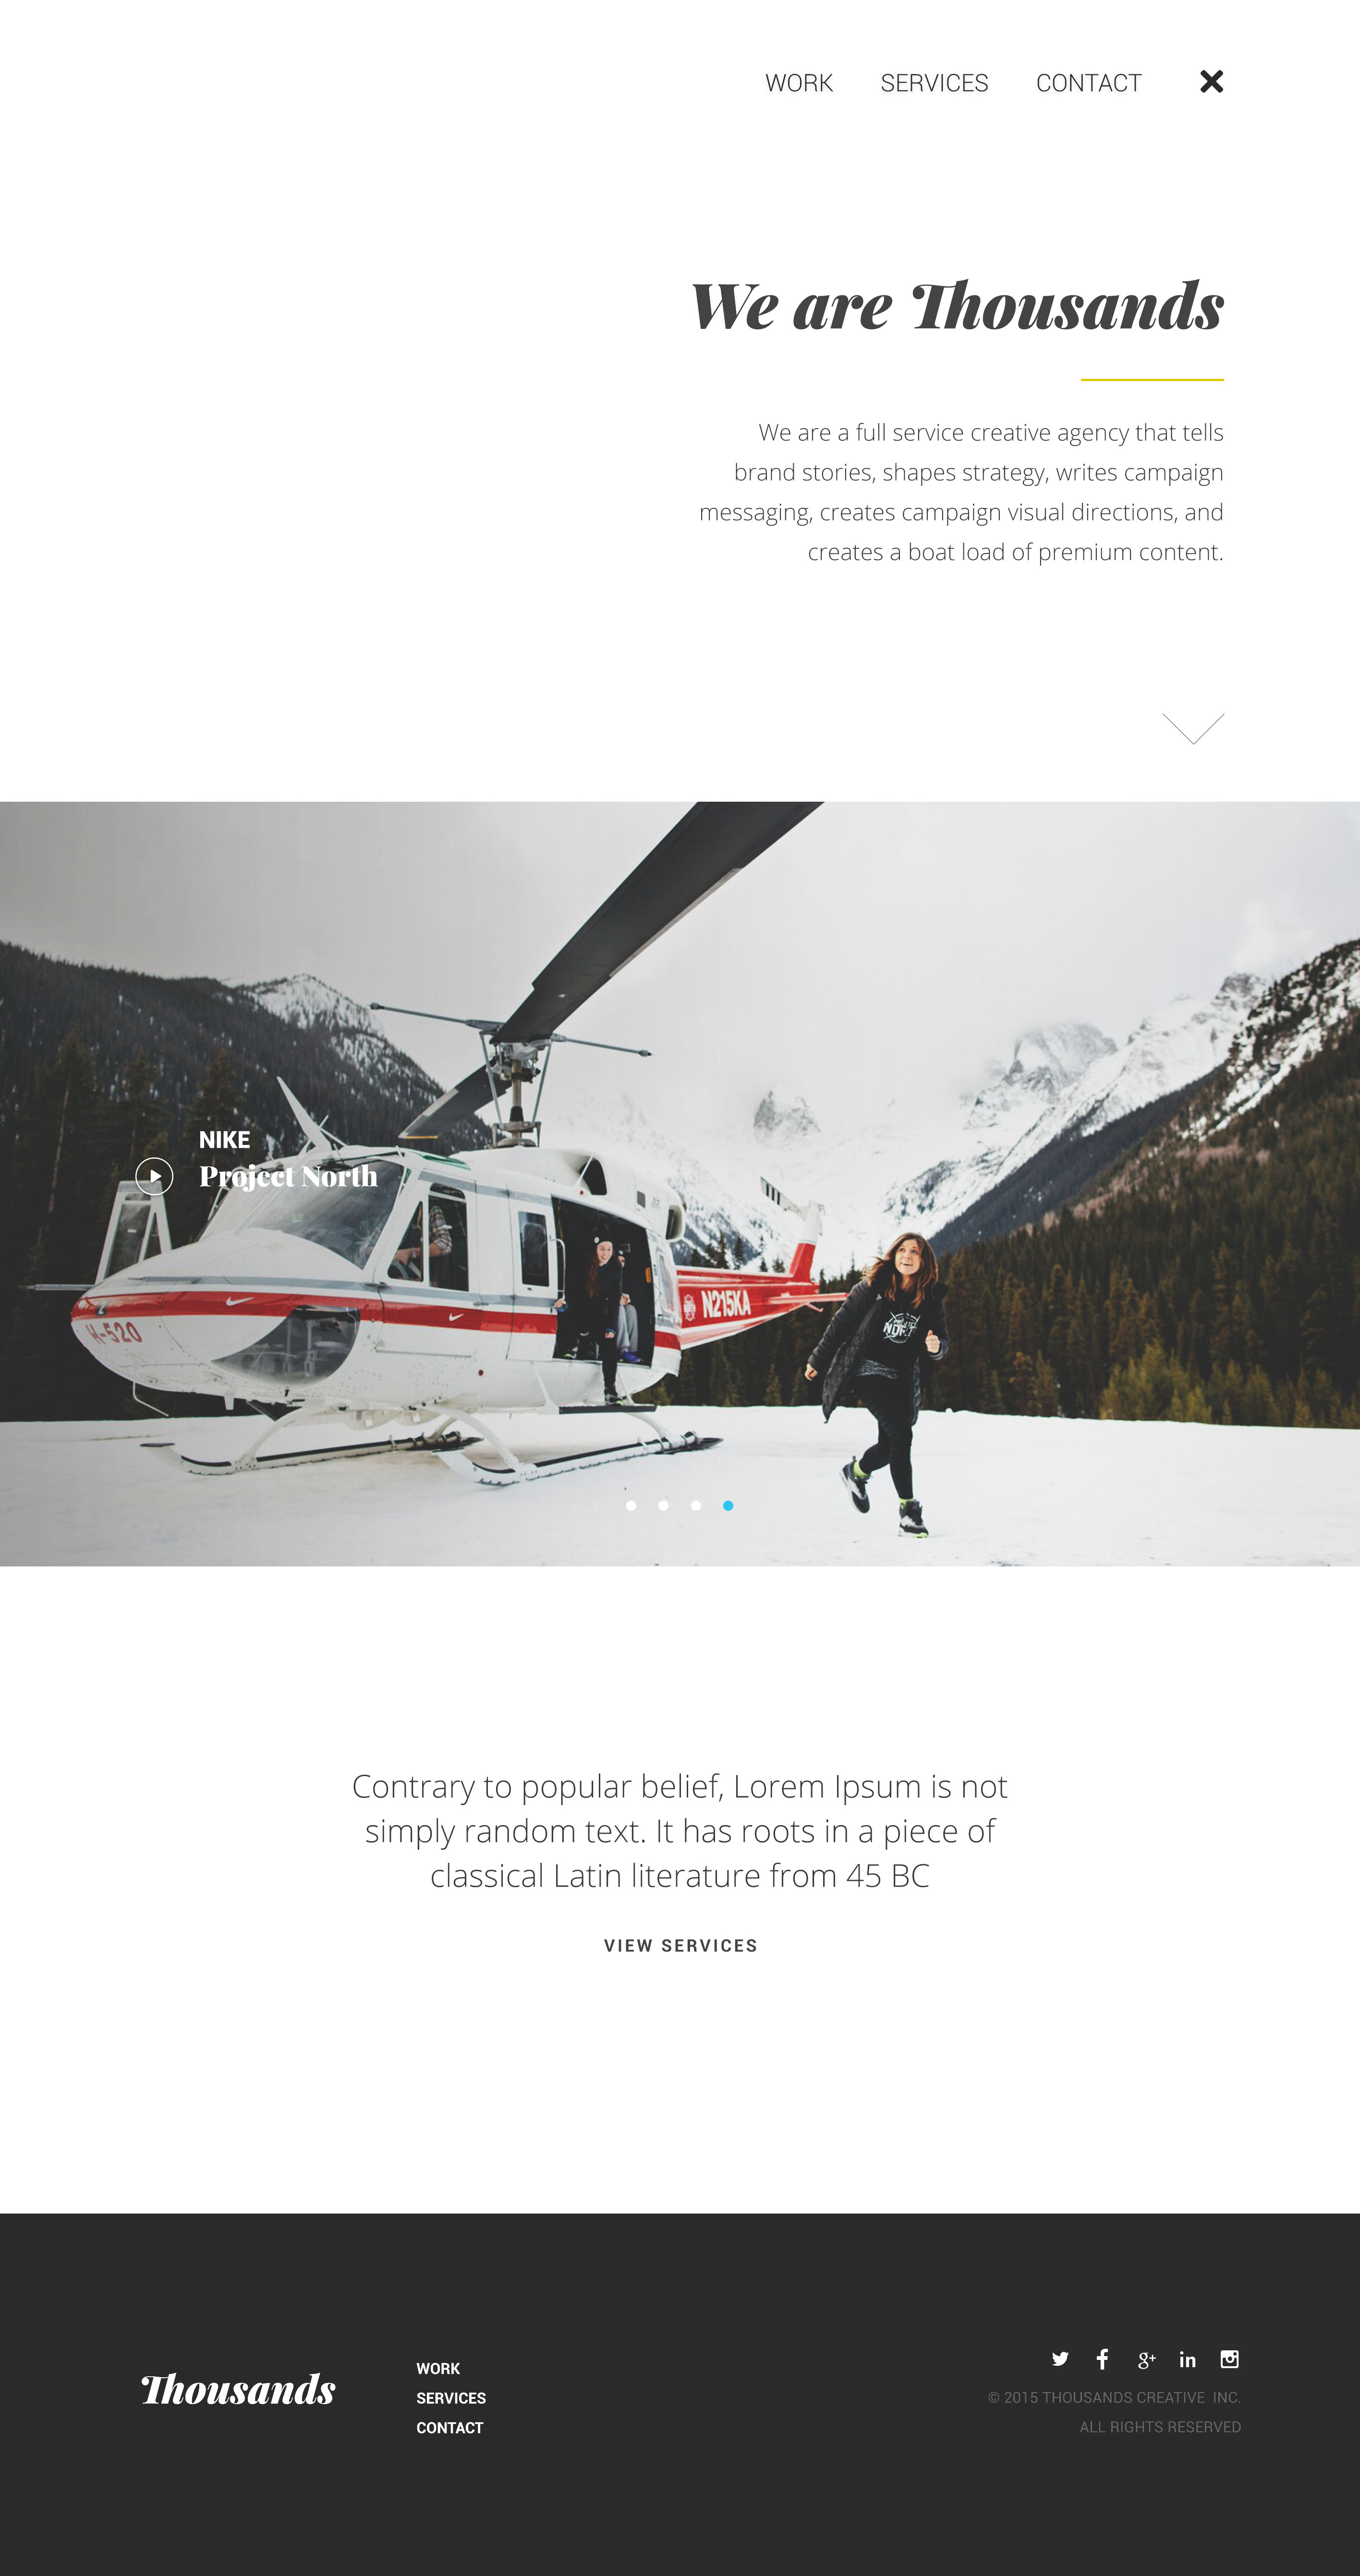 WORK SERVICES CONTACT
We are Thousands
We are a full service creative agency that tells
brand stories, shapes strategy, writes campaign
messaging, creates campaign visual directions, and
creates a boat load of premium content.
NIKE
Project North
N215KA
H-520
Contrary to popular belief, Lorem Ipsum is not
simply random text. It has roots in a piece of
classical Latin literature from 45 BC
VIEW SERVICES
Thousands
WORK
SERVICES
CONTACT
g+
in
© 2015 THOUSANDS CREATIVE INC.
ALL RIGHTS RESERVED